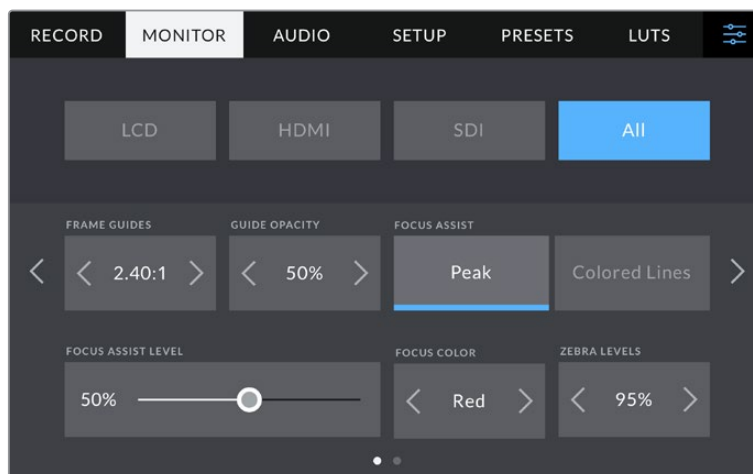 RECORD MONITOR AUDIO SETUP PRESETS LUTS
LCD HDMI SDI All
FRAME GUIDES GUIDE OPACITY FOCUS ASSIST
2.40:1 50% Peak Colored Lines
FOCUS ASSIST LEVEL FOCUS COLOR ZEBRA LEVELS
50% Red 95%